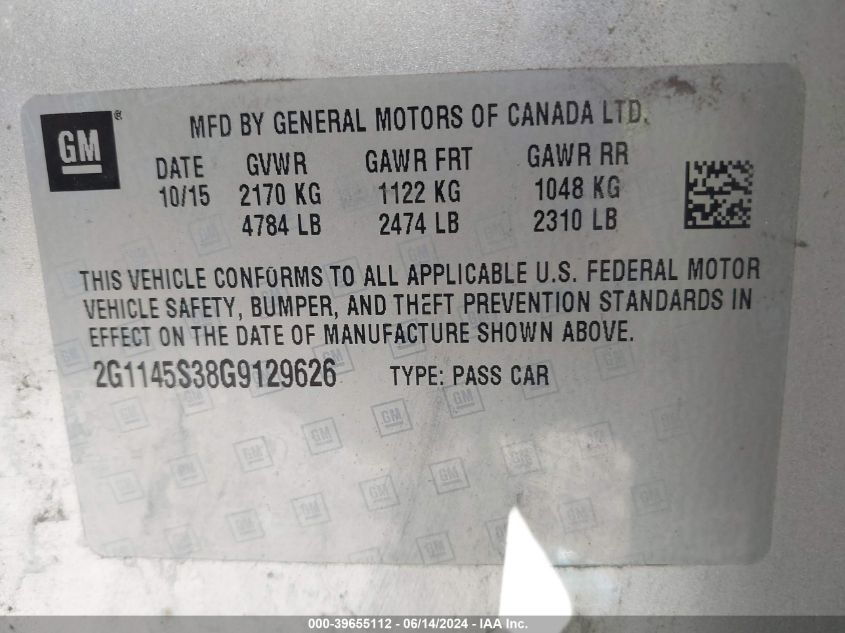 GM®
MFD BY GENERAL MOTORS OF CANADA LTD.
DATE GVWR GAWR FRT GAWR RR
10/15 2170 KG 1122 KG 1048 KG
4784 LB 2474 LB 2310 LB
THIS VEHICLE CONFORMS TO ALL APPLICABLE U.S. FEDERAL MOTOR
VEHICLE SAFETY, BUMPER, AND THEFT PREVENTION STANDARDS IN
EFFECT ON THE DATE OF MANUFACTURE SHOWN ABOVE.
2G1145S38G9129626 TYPE: PASS CAR
000-39655112 - 06/14/2024 - IAA Inc.